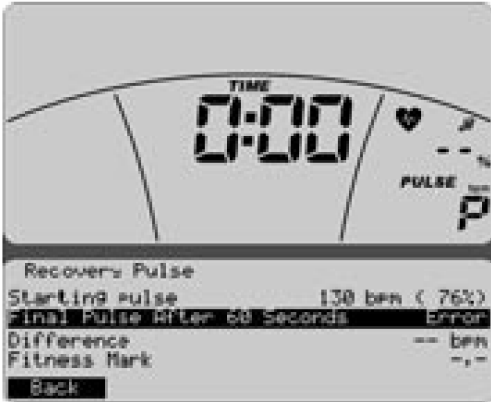 TIME
0:00
--%
PULSE bpm
P
Recovery Pulse
Starting pulse 130 bpm ( 76%)
Final Pulse After 60 Seconds Error
Difference -- bpm
Fitness Mark -,-
Back